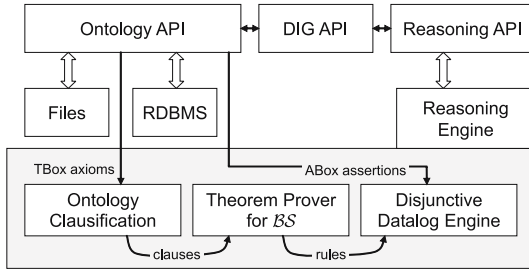 Ontology API
DIG API
Reasoning API
Files
RDBMS
Reasoning
Engine
TBox axioms
ABox assertions
Ontology
Clausification
Theorem Prover
for BS
Disjunctive
Datalog Engine
clauses
rules